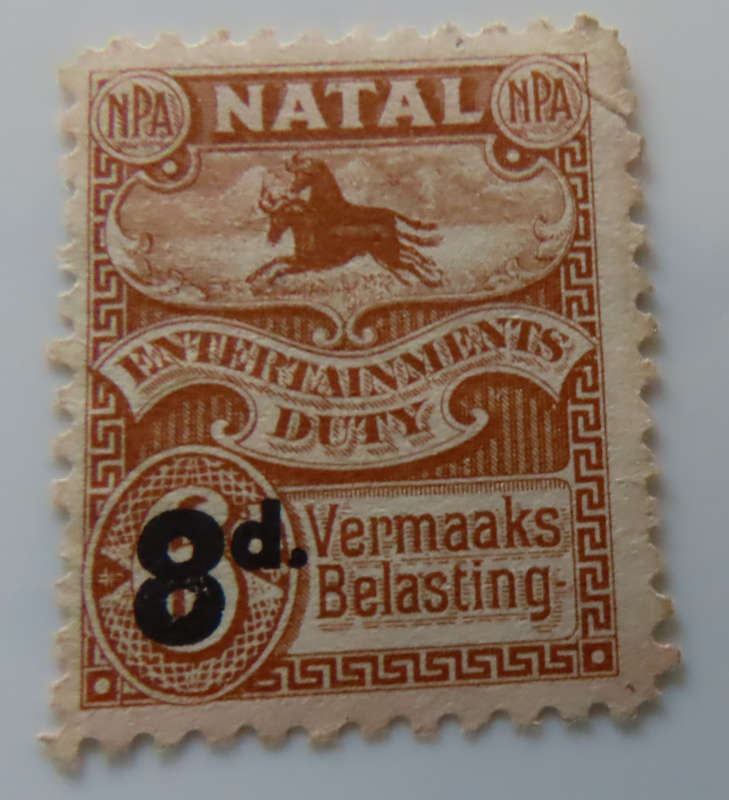 NPA NATAL NPA
ENTERTAINMENTS
DUTY
8d.
Vermaaks
Belasting.